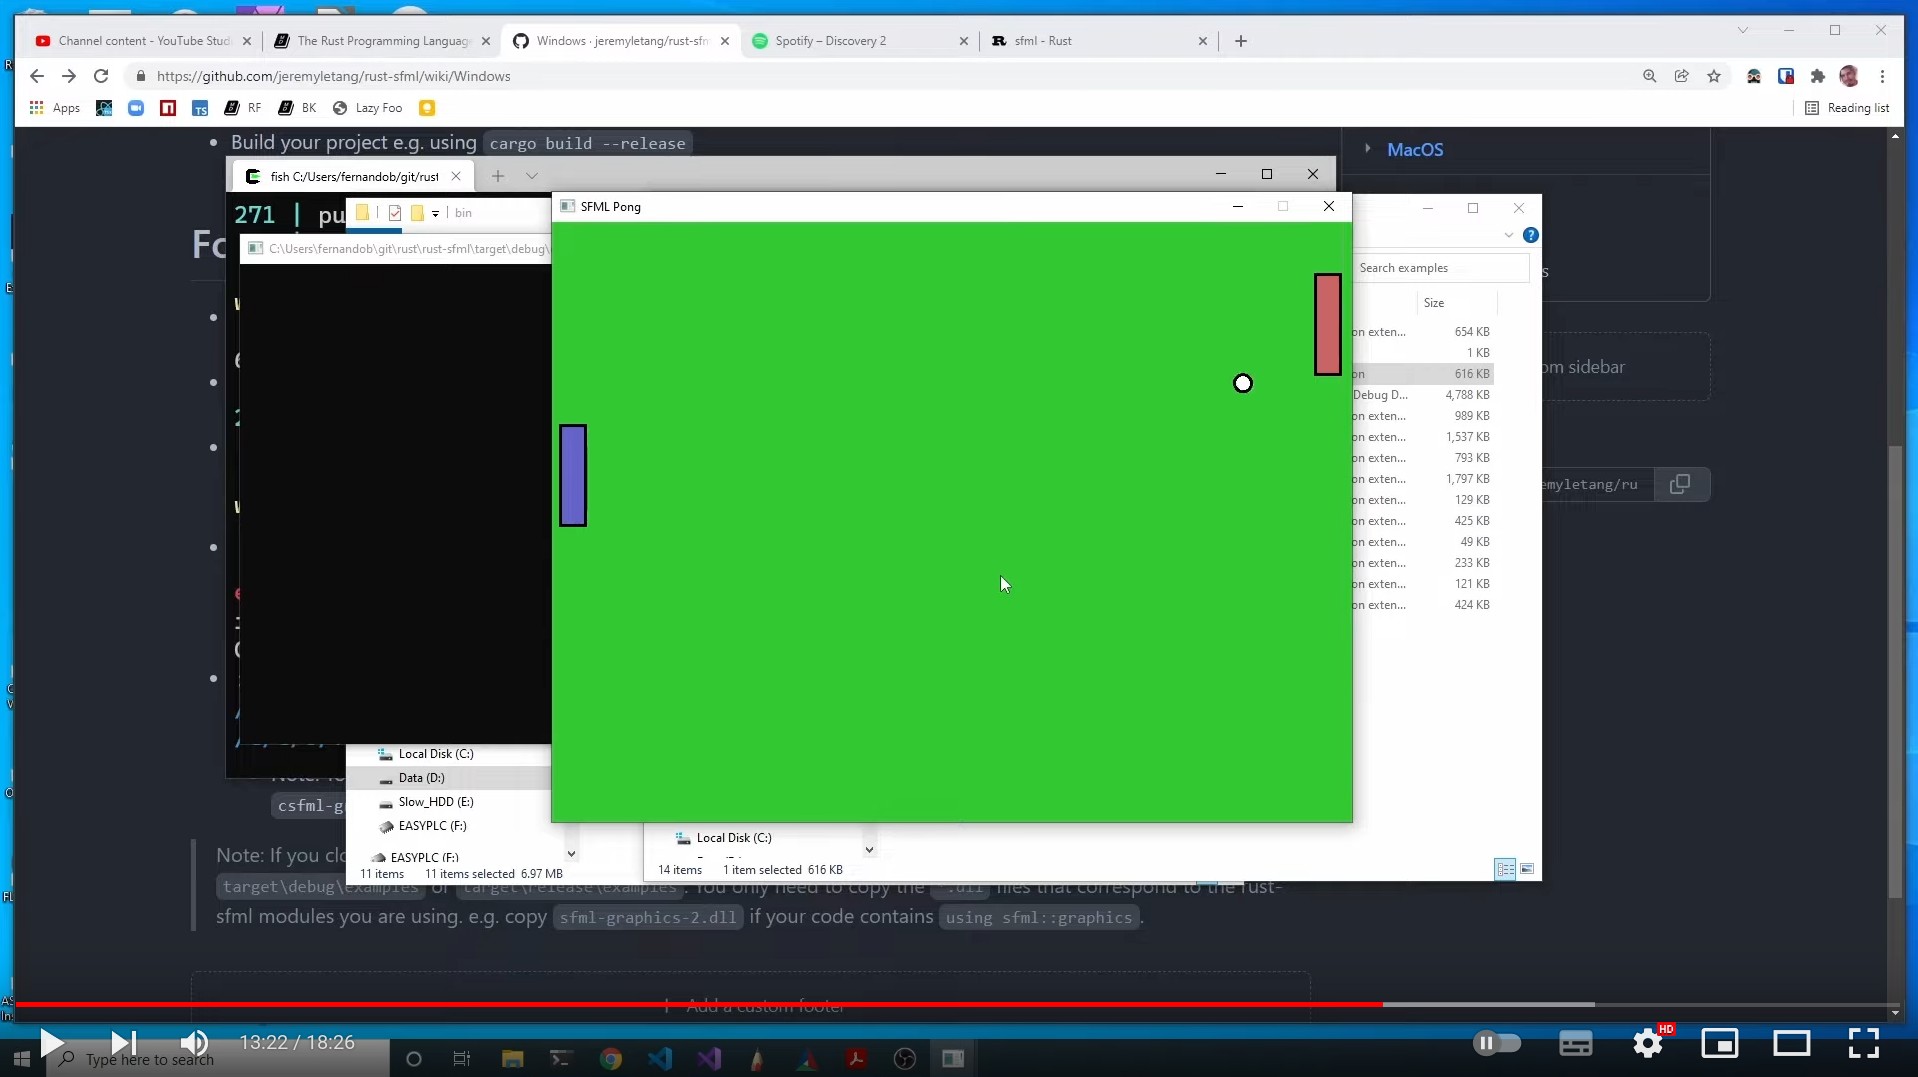 Channel content - YouTube Stud
The Rust Programming Language
Windows · jeremyletang/rust-sfm
Spotify – Discovery 2
sfml - Rust
https://github.com/jeremyletang/rust-sfml/wiki/Windows
Apps
TS
RF
BK
Lazy Foo
Reading list
Build your project e.g. using cargo build --release
MacOS
fish C:/Users/fernandob/git/rust
271 | pu
bin
SFML Pong
Fo
C:\Users\fernandob\git\rust\rust-sfml\target\debug\
Search examples
s
Size
on exten... 654 KB
1 KB
on 616 KB
om sidebar
Debug D... 4,788 KB
on exten... 989 KB
on exten... 1,537 KB
on exten... 793 KB
on exten... 1,797 KB
emyletang/ru
on exten... 129 KB
on exten... 425 KB
on exten... 49 KB
on exten... 233 KB
on exten... 121 KB
on exten... 424 KB
Local Disk (C:)
Data (D:)
Slow_HDD (E:)
csfml-g
EASYPLC (F:)
Local Disk (C:)
EASYPLC (F:)
Note: If you clo
11 items 11 items selected 6.97 MB
14 items 1 item selected 616 KB
target\debug\examples or target\release\examples. You only need to copy the *.dll files that correspond to the rust-
sfml modules you are using. e.g. copy sfml-graphics-2.dll if your code contains using sfml::graphics.
Add a custom footer
13:22 / 18:26
HD
Type here to search